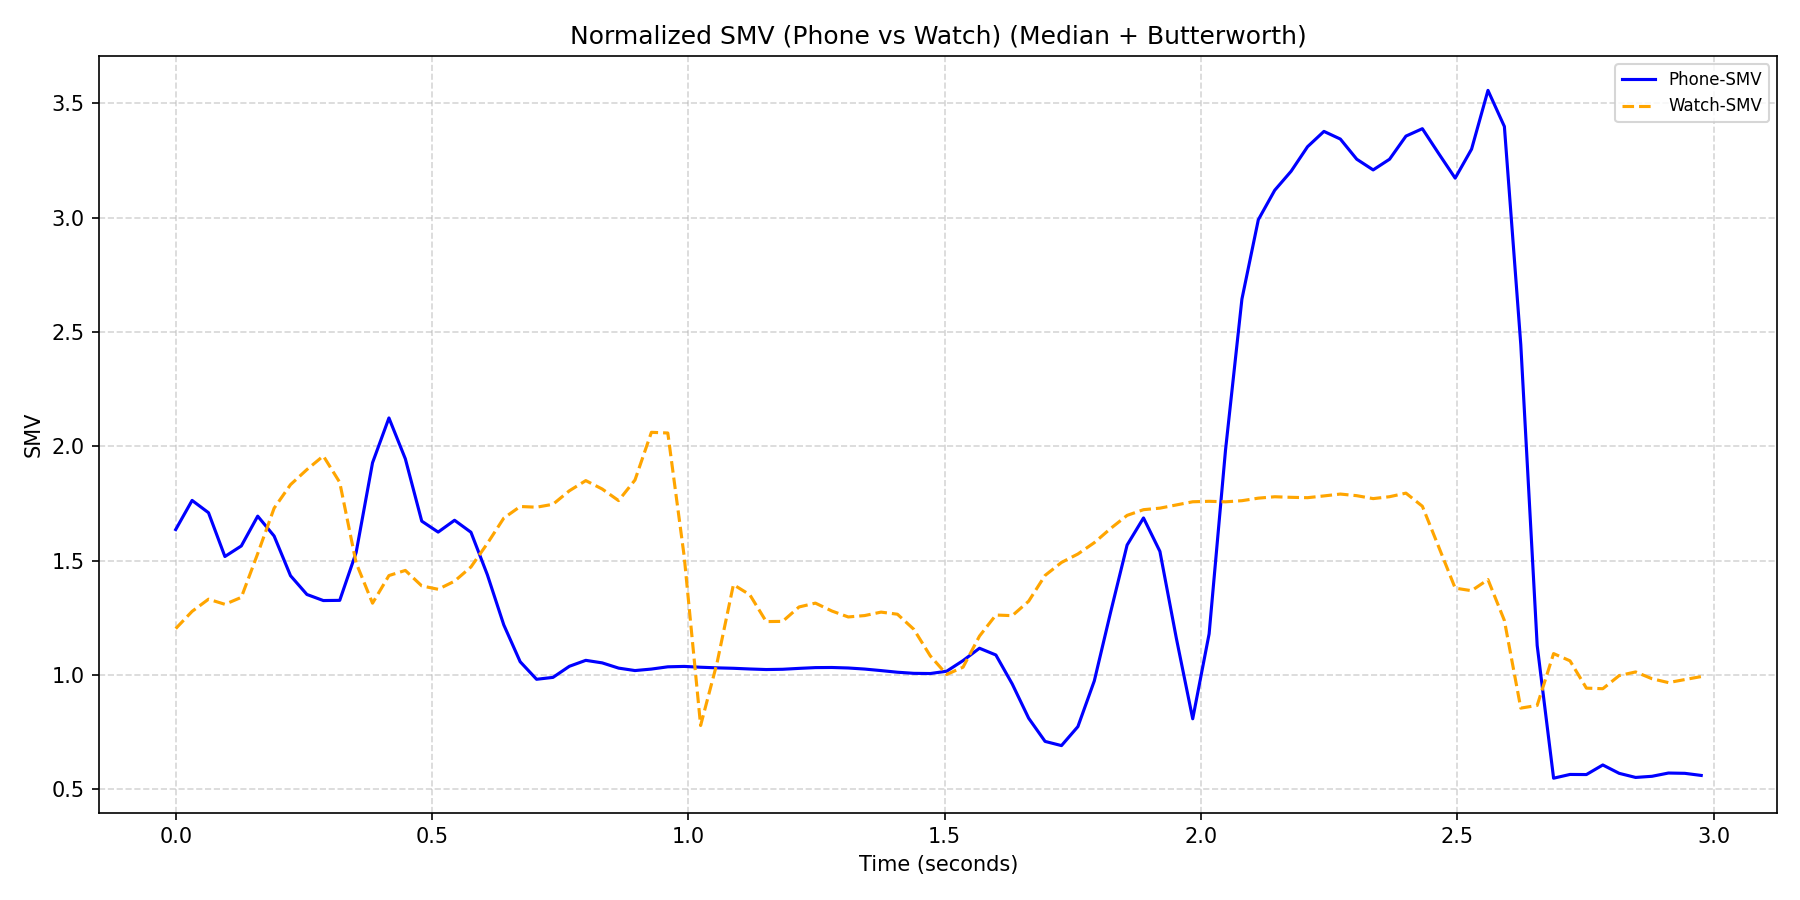 Normalized SMV (Phone vs Watch) (Median + Butterworth)
Phone-SMV
Watch-SMV
SMV
3.5
3.0
2.5
2.0
1.5
1.0
0.5
0.0 0.5 1.0 1.5 2.0 2.5 3.0
Time (seconds)